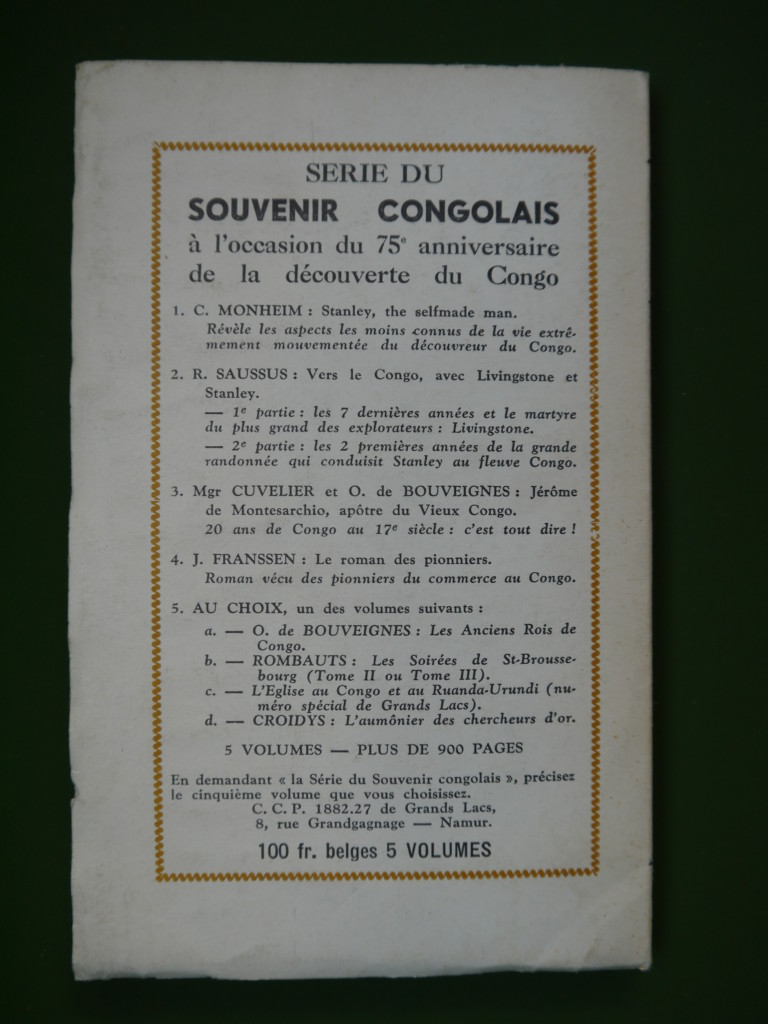 SERIE DU
SOUVENIR CONGOLAIS
à l'occasion du 75e anniversaire
de la découverte du Congo
1. C. MONHEIM : Stanley, the selfmade man.
Révèle les aspects les moins connus de la vie extrê-
mement mouvementée du découvreur du Congo.
2. R. SAUSSUS : Vers le Congo, avec Livingstone et
Stanley.
— 1e partie : les 7 dernières années et le martyre
du plus grand des explorateurs : Livingstone.
— 2e partie : les 2 premières années de la grande
randonnée qui conduisit Stanley au fleuve Congo.
3. Mgr CUVELIER et O. de BOUVEIGNES : Jérôme
de Montesarchio, apôtre du Vieux Congo.
20 ans de Congo au 17e siècle : c'est tout dire !
4. J. FRANSSEN : Le roman des pionniers.
Roman vécu des pionniers du commerce au Congo.
5. AU CHOIX, un des volumes suivants :
a. — O. de BOUVEIGNES : Les Anciens Rois de
Congo.
b. — ROMBAUTS : Les Soirées de St-Brousse-
bourg (Tome II ou Tome III).
c. — L'Eglise au Congo et au Ruanda-Urundi (nu-
méro spécial de Grands Lacs).
d. — CROIDYS : L'aumônier des chercheurs d'or.
5 VOLUMES — PLUS DE 900 PAGES
En demandant « la Série du Souvenir congolais », précisez
le cinquième volume que vous choisissez.
C. C. P. 1882.27 de Grands Lacs,
8, rue Grandgagnage — Namur.
100 fr. belges 5 VOLUMES